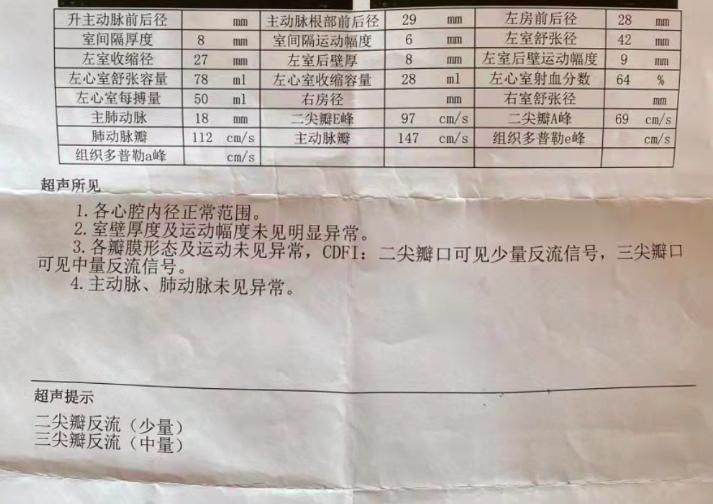 升主动脉前后径 mm 主动脉根部前后径 29 mm 左房前后径 28 mm
室间隔厚度 8 mm 室间隔运动幅度 6 mm 左室舒张径 42 mm
左室收缩径 27 mm 左室后壁厚 8 mm 左室后壁运动幅度 9 mm
左心室舒张容量 78 ml 左心室收缩容量 28 ml 左心室射血分数 64 %
左心室每搏量 50 ml 右房径 mm 右室舒张径 mm
主肺动脉 18 mm 二尖瓣E峰 97 cm/s 二尖瓣A峰 69 cm/s
肺动脉瓣 112 cm/s 主动脉瓣 147 cm/s 组织多普勒e峰 cm/s
组织多普勒a峰 cm/s
超声所见
1.各心腔内径正常范围。
2.室壁厚度及运动幅度未见明显异常。
3.各瓣膜形态及运动未见异常,CDFI:二尖瓣口可见少量反流信号,三尖瓣口
可见中量反流信号。
4.主动脉、肺动脉未见异常。
超声提示
二尖瓣反流(少量)
三尖瓣反流(中量)